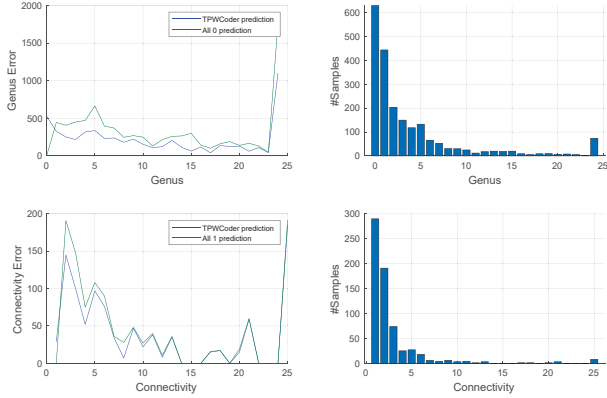 2000
1500
1000
500
0
Genus Error
TPWCoder prediction
All 0 prediction
0 5 10 15 20 25
Genus
600
500
400
300
200
100
0
#Samples
0 5 10 15 20 25
Genus
200
150
100
50
0
Connectivity Error
TPWCoder prediction
All 1 prediction
0 5 10 15 20 25
Connectivity
300
250
200
150
100
50
0
#Samples
0 5 10 15 20 25
Connectivity